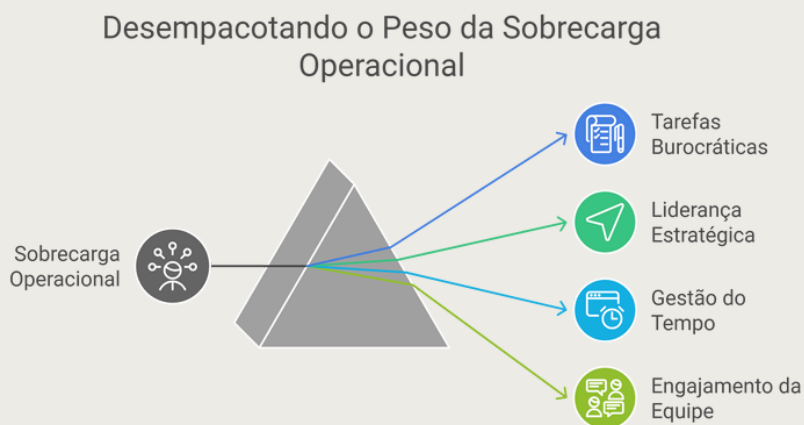 Desempacotando o Peso da Sobrecarga
Operacional
Sobrecarga
Operacional
Tarefas
Burocráticas
Liderança
Estratégica
Gestão do
Tempo
Engajamento da
Equipe